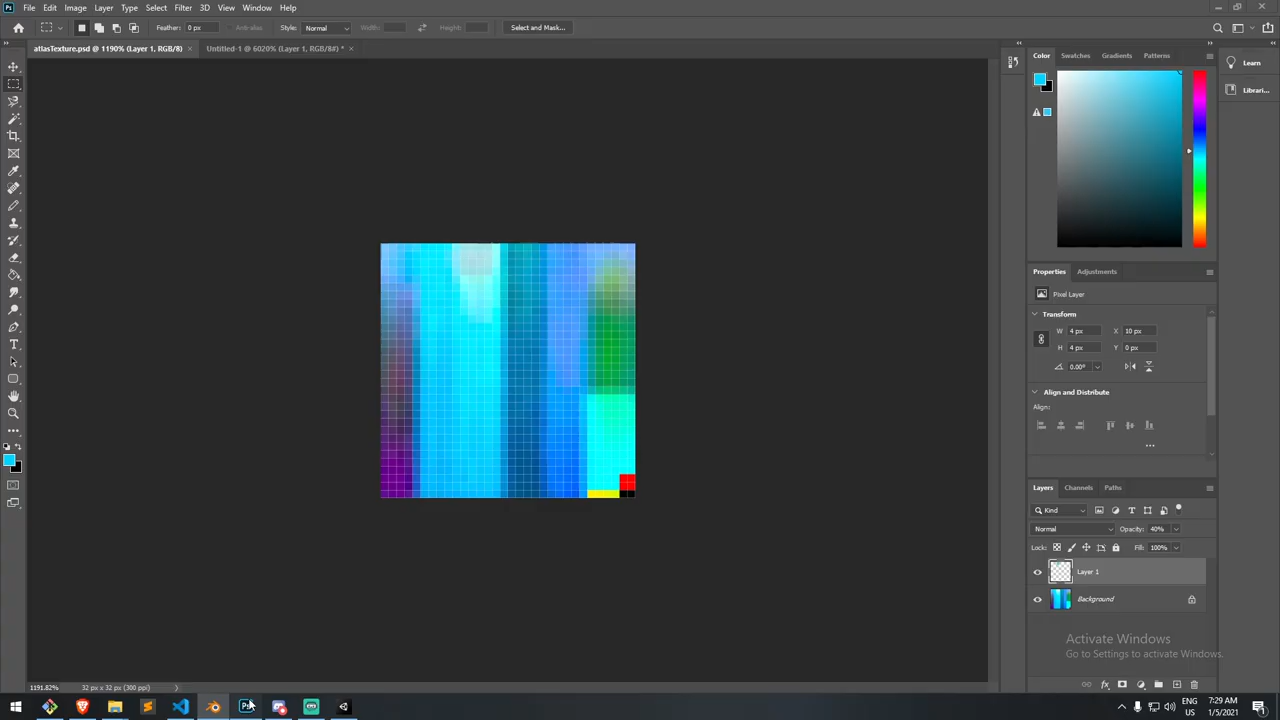 Ps File Edit Image Layer Type Select Filter 3D View Window Help
Feather: 0 px Anti-alias Style: Normal Width: Height: Select and Mask...
atlasTexture.psd @ 1190% (Layer 1, RGB/8) × Untitled-1 @ 6020% (Layer 1, RGB/8#) * ×
Color Swatches Gradients Patterns
Learn
Librari...
Properties Adjustments
Pixel Layer
Transform
W 4 px X 10 px
H 4 px Y 0 px
0.00°
Align and Distribute
Align:
...
Layers Channels Paths
Kind
Normal Opacity: 40%
Lock: Fill: 100%
Layer 1
Background
Activate Windows
Go to Settings to activate Windows.
1191.82% 32 px x 32 px (300 ppi)
Ps
7:29 AM
US 1/5/2021